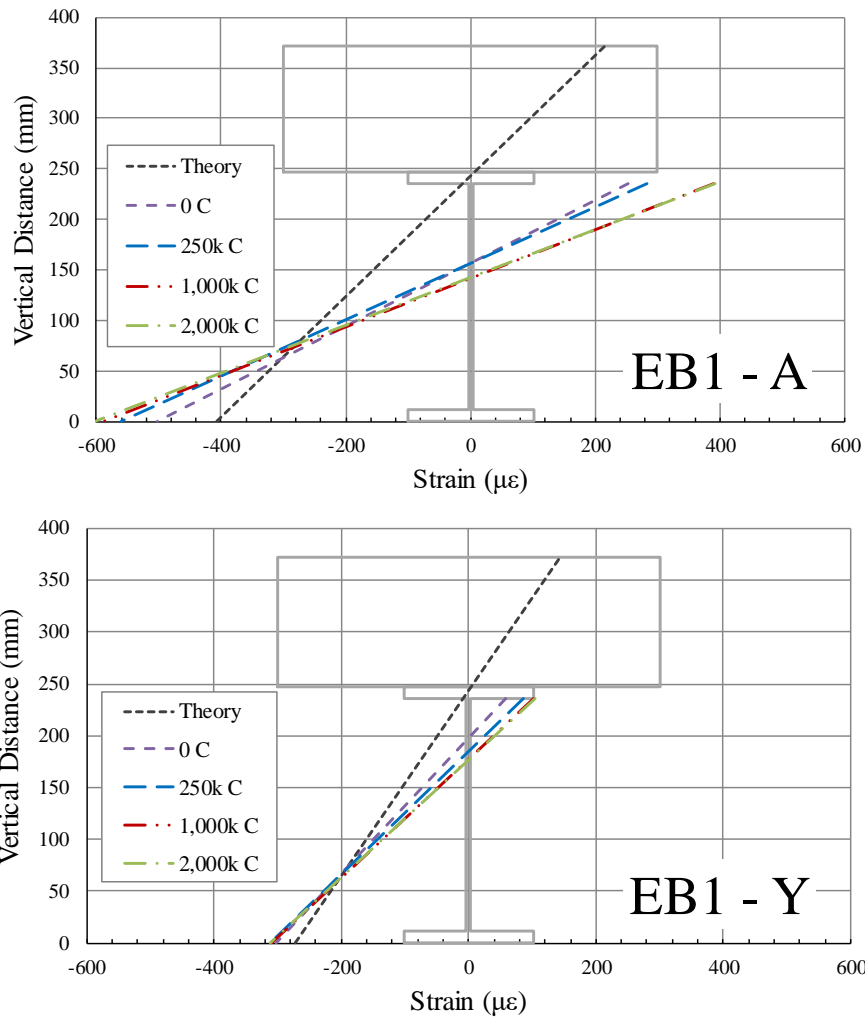 400
350
300
250
200
150
100
50
0
Vertical Distance (mm)
Theory
0 C
250k C
1,000k C
2,000k C
EB1 - A
-600 -400 -200 0 200 400 600
Strain (με)
400
350
300
250
200
150
100
50
0
Vertical Distance (mm)
Theory
0 C
250k C
1,000k C
2,000k C
EB1 - Y
-600 -400 -200 0 200 400 600
Strain (με)